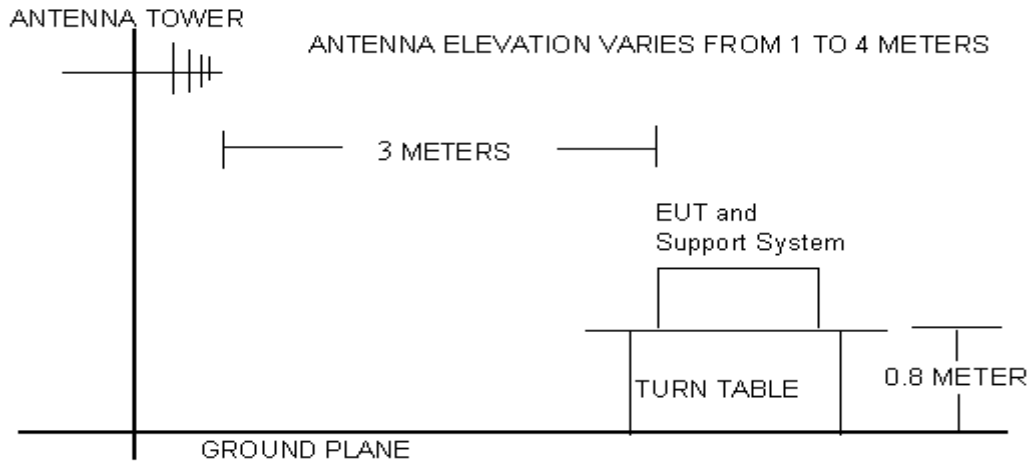 ANTENNA TOWER
ANTENNA ELEVATION VARIES FROM 1 TO 4 METERS
3 METERS
EUT and
Support System
0.8 METER
TURN TABLE
GROUND PLANE